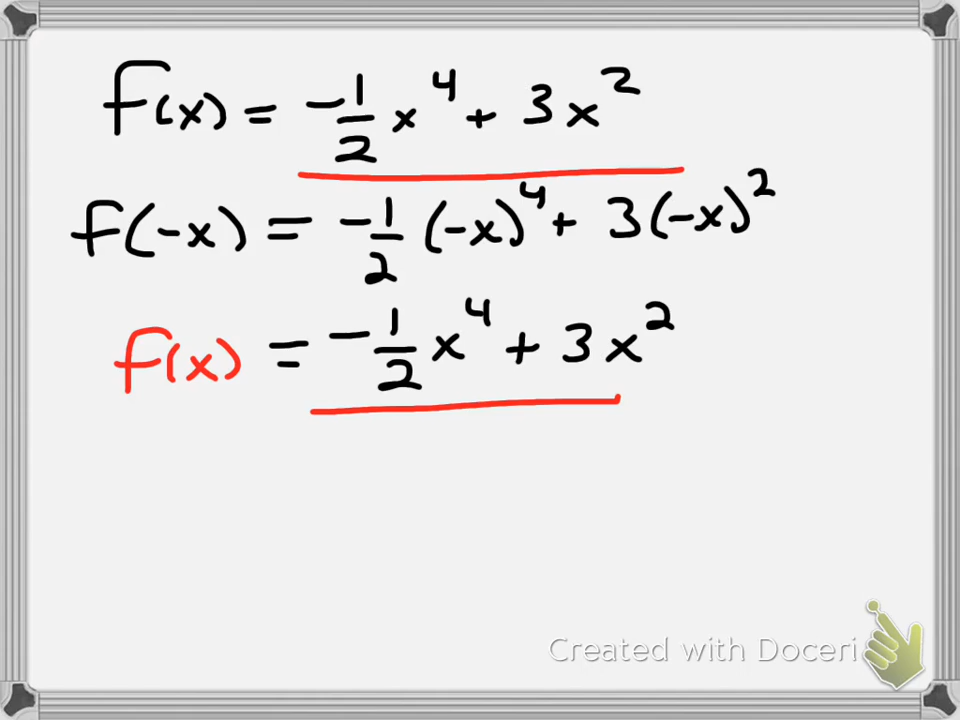 f(x) = -1/2 x^4 + 3x^2
f(-x) = -1/2 (-x)^4 + 3(-x)^2
f(x) = -1/2 x^4 + 3x^2
Created with Doceri